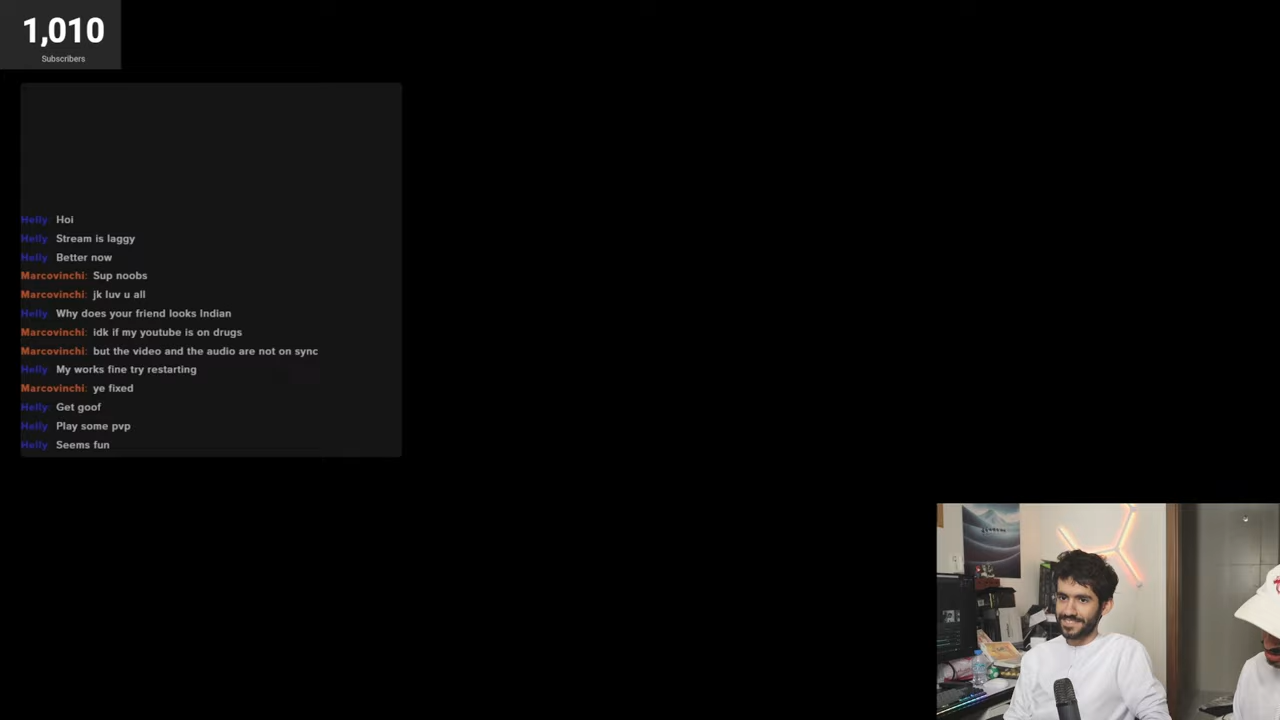 1,010
Subscribers
Helly: Hoi
Helly: Stream is laggy
Helly: Better now
Marcovinchi: Sup noobs
Marcovinchi: jk luv u all
Helly: Why does your friend looks Indian
Marcovinchi: idk if my youtube is on drugs
Marcovinchi: but the video and the audio are not on sync
Helly: My works fine try restarting
Marcovinchi: ye fixed
Helly: Get goof
Helly: Play some pvp
Helly: Seems fun